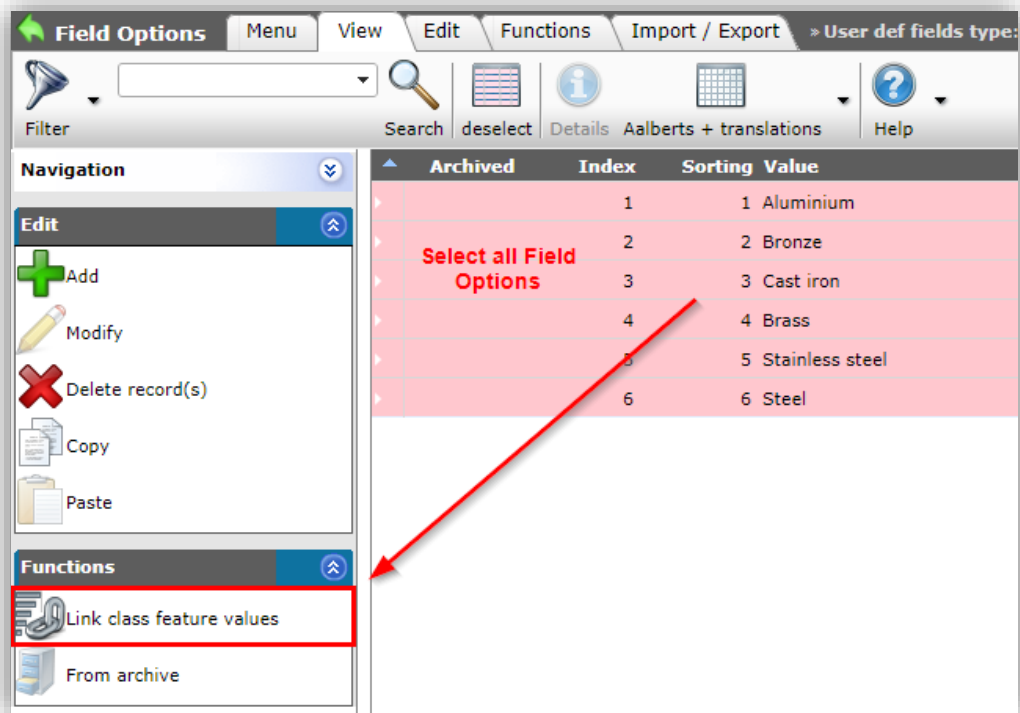 Field Options Menu View Edit Functions Import / Export » User def fields type:
Filter Search deselect Details Aalberts + translations Help
Navigation
Edit
Add
Modify
Delete record(s)
Copy
Paste
Functions
Link class feature values
From archive
Archived Index Sorting Value
1 1 Aluminium
2 2 Bronze
3 3 Cast iron
4 4 Brass
5 5 Stainless steel
6 6 Steel
Select all Field
Options